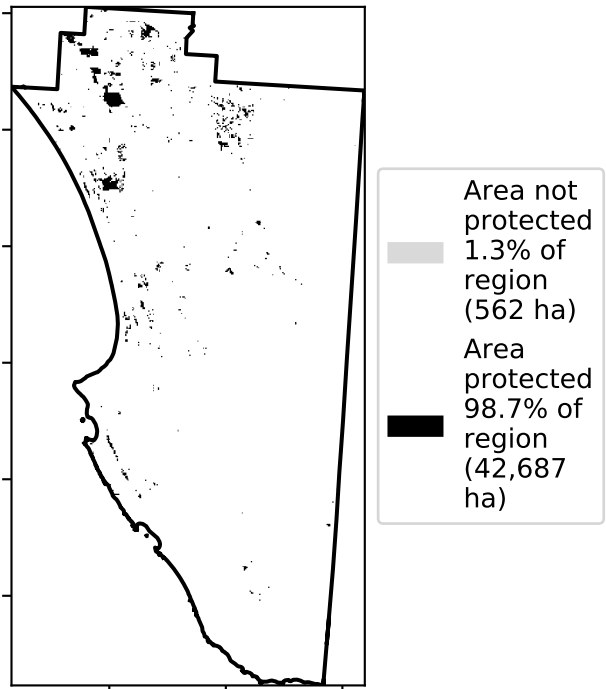 Area not
protected
1.3% of
region
(562 ha)
Area
protected
98.7% of
region
(42,687
ha)